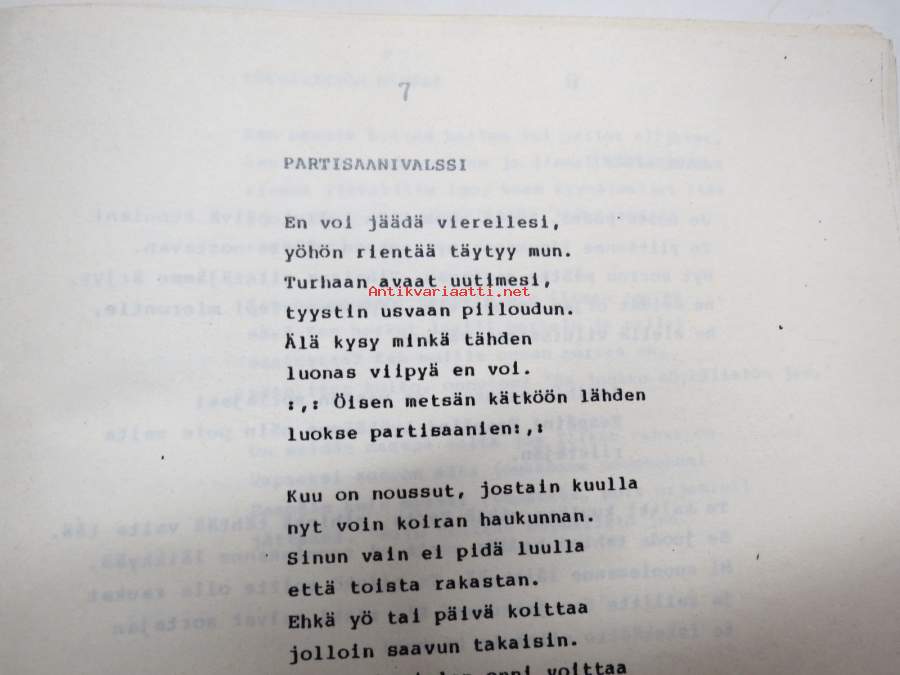 7
PARTISAANIVALSSI
En voi jäädä vierellesi,
yöhön rientää täytyy mun.
Turhaan avaat uutimesi,
Antikvariaatti.net
tyystin usvaan piiloudun.
Älä kysy minkä tähden
luonas viipyä en voi.
:,: Öisen metsän kätköön lähden
luokse partisaanien:,:
Kuu on noussut, jostain kuulla
nyt voin koiran haukunnan.
Sinun vain ei pidä luulla
että toista rakastan.
Ehkä yö tai päivä koittaa
jolloin saavun takaisin.
onni voittaa